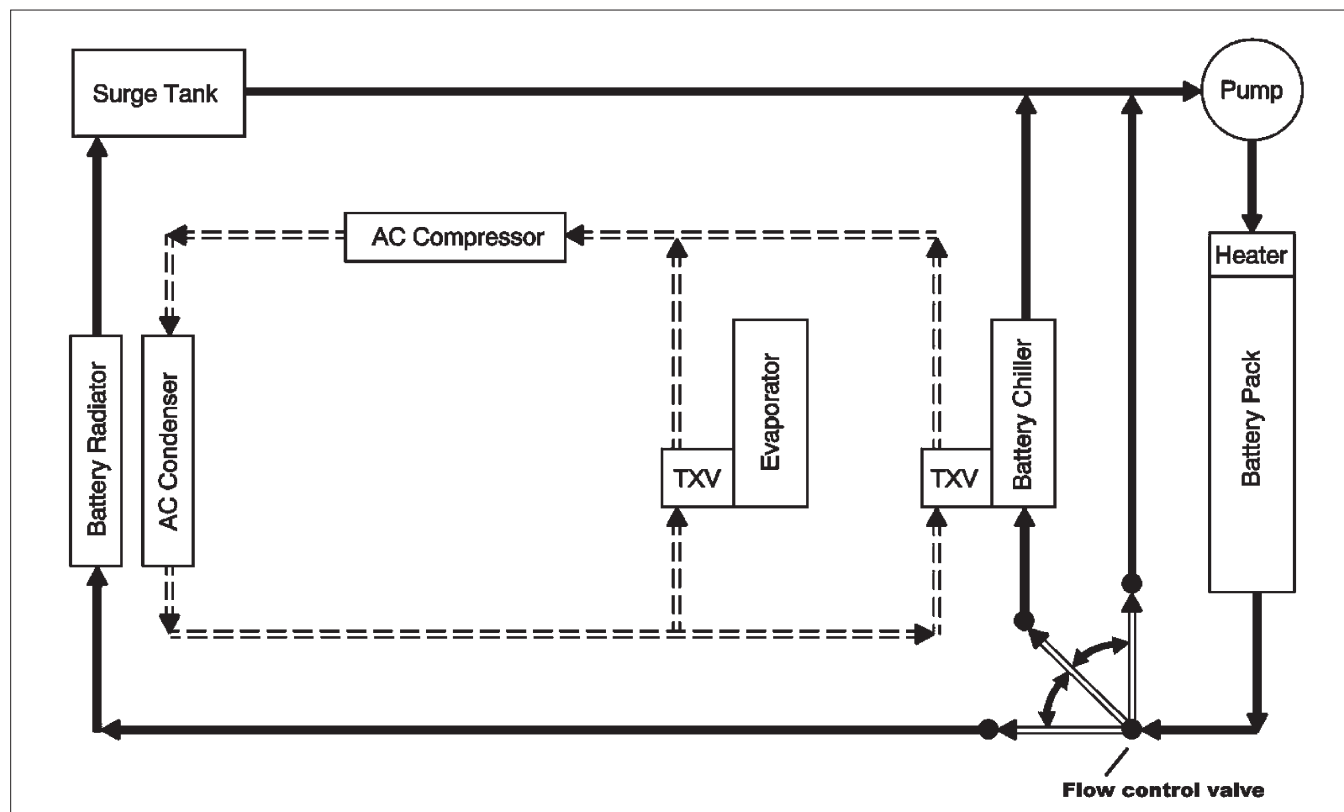 Surge Tank
Pump
AC Compressor
Heater
Battery Radiator
AC Condenser
TXV
Evaporator
TXV
Battery Chiller
Battery Pack
Flow control valve